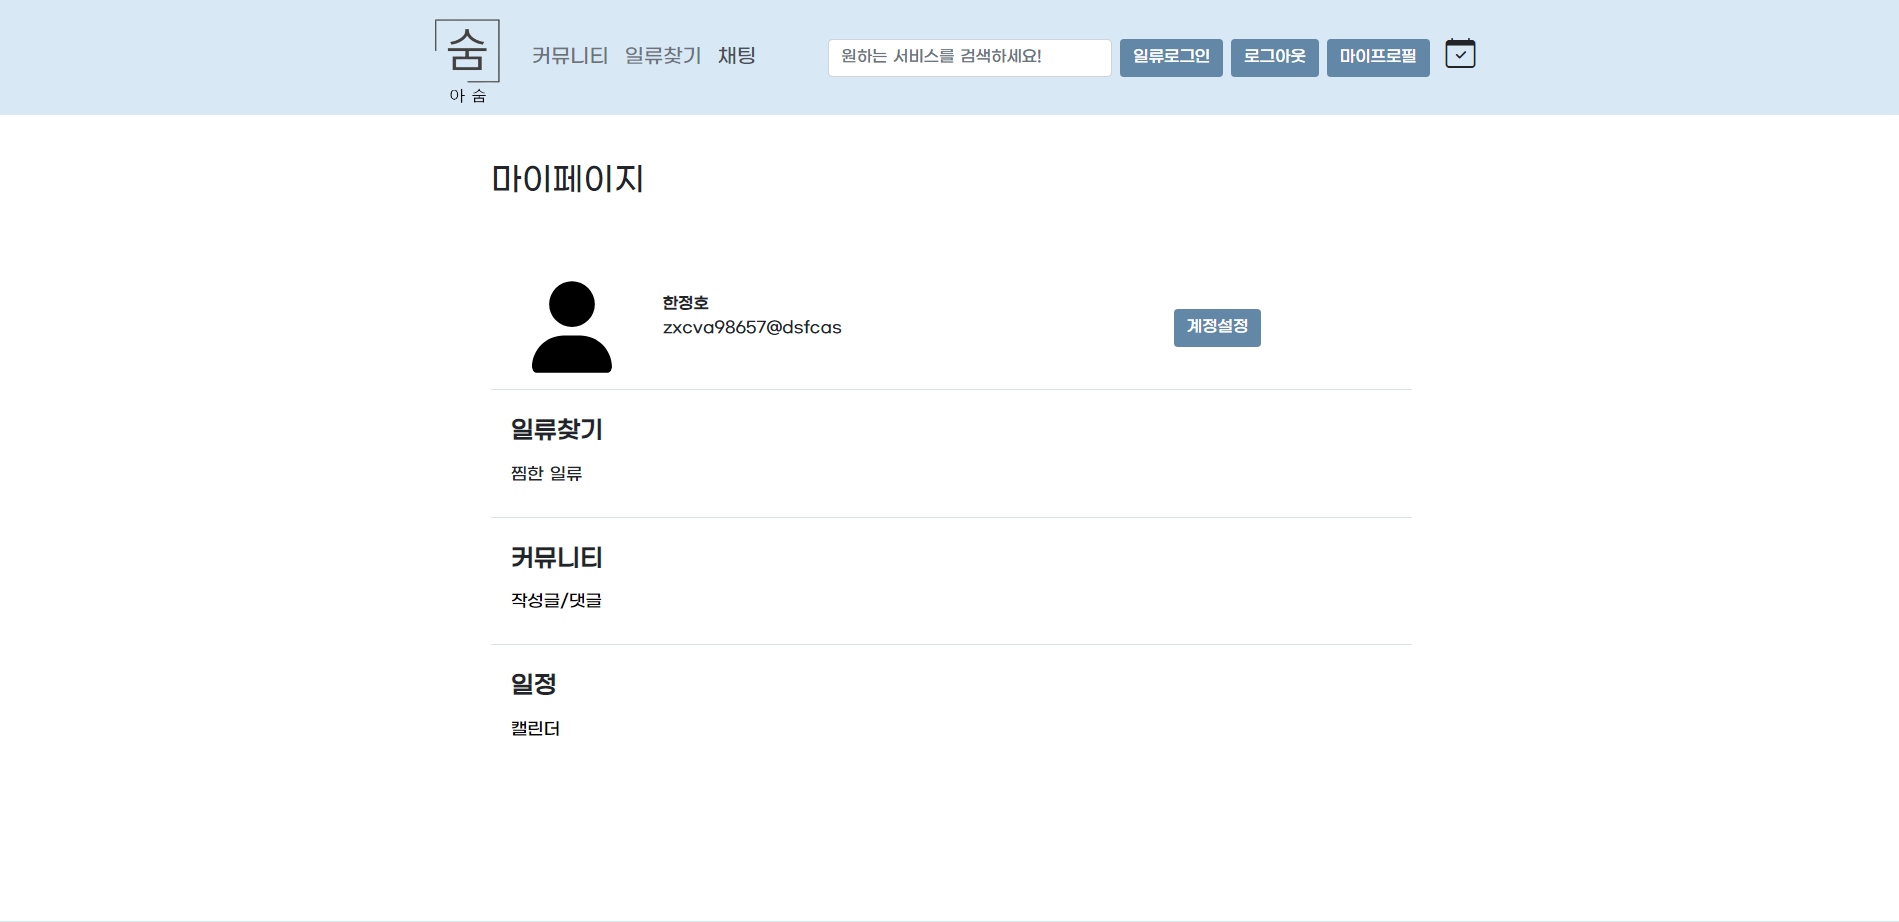 숨
아 숨
커뮤니티 일류찾기 채팅
원하는 서비스를 검색하세요!
일류로그인 로그아웃 마이프로필
마이페이지
한정호
zxcva98657@dsfcas
계정설정
일류찾기
찜한 일류
커뮤니티
작성글/댓글
일정
캘린더